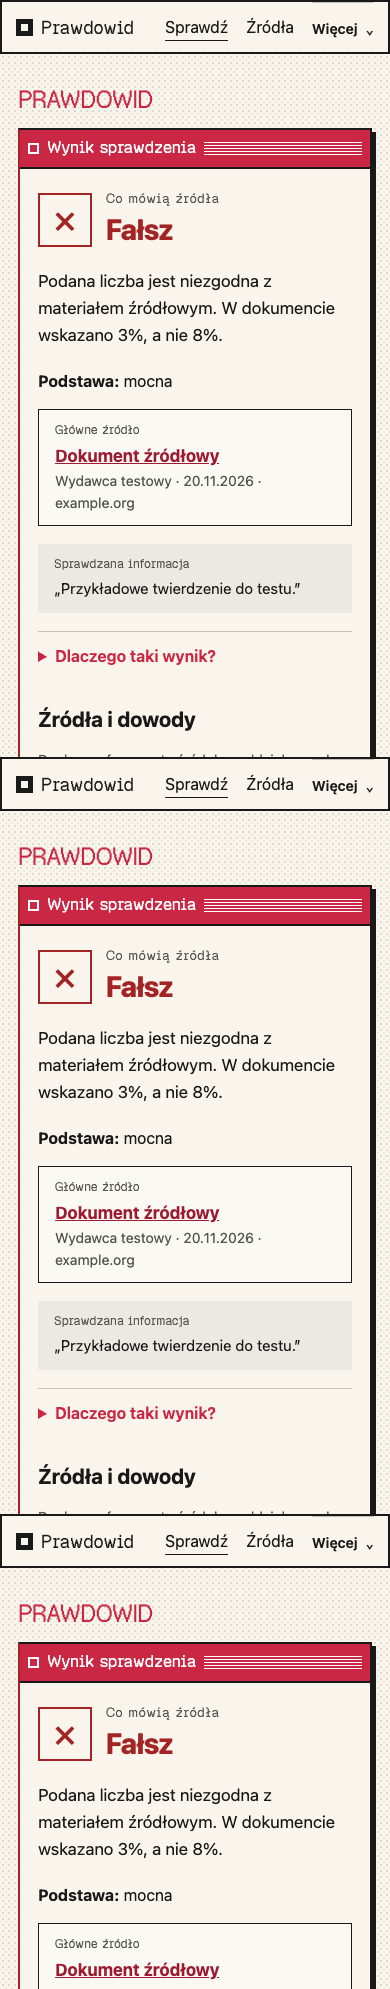 Prawdowid Sprawdź Źródła Więcej
PRAWDOWID
Wynik sprawdzenia
Co mówią źródła
Fałsz
Podana liczba jest niezgodna z
materiałem źródłowym. W dokumencie
wskazano 3%, a nie 8%.
Podstawa: mocna
Główne źródło
Dokument źródłowy
Wydawca testowy · 20.11.2026 ·
example.org
Sprawdzana informacja
„Przykładowe twierdzenie do testu.”
Dlaczego taki wynik?
Źródła i dowody
Prawdowid Sprawdź Źródła Więcej
PRAWDOWID
Wynik sprawdzenia
Co mówią źródła
Fałsz
Podana liczba jest niezgodna z
materiałem źródłowym. W dokumencie
wskazano 3%, a nie 8%.
Podstawa: mocna
Główne źródło
Dokument źródłowy
Wydawca testowy · 20.11.2026 ·
example.org
Sprawdzana informacja
„Przykładowe twierdzenie do testu.”
Dlaczego taki wynik?
Źródła i dowody
Prawdowid Sprawdź Źródła Więcej
PRAWDOWID
Wynik sprawdzenia
Co mówią źródła
Fałsz
Podana liczba jest niezgodna z
materiałem źródłowym. W dokumencie
wskazano 3%, a nie 8%.
Podstawa: mocna
Główne źródło
Dokument źródłowy